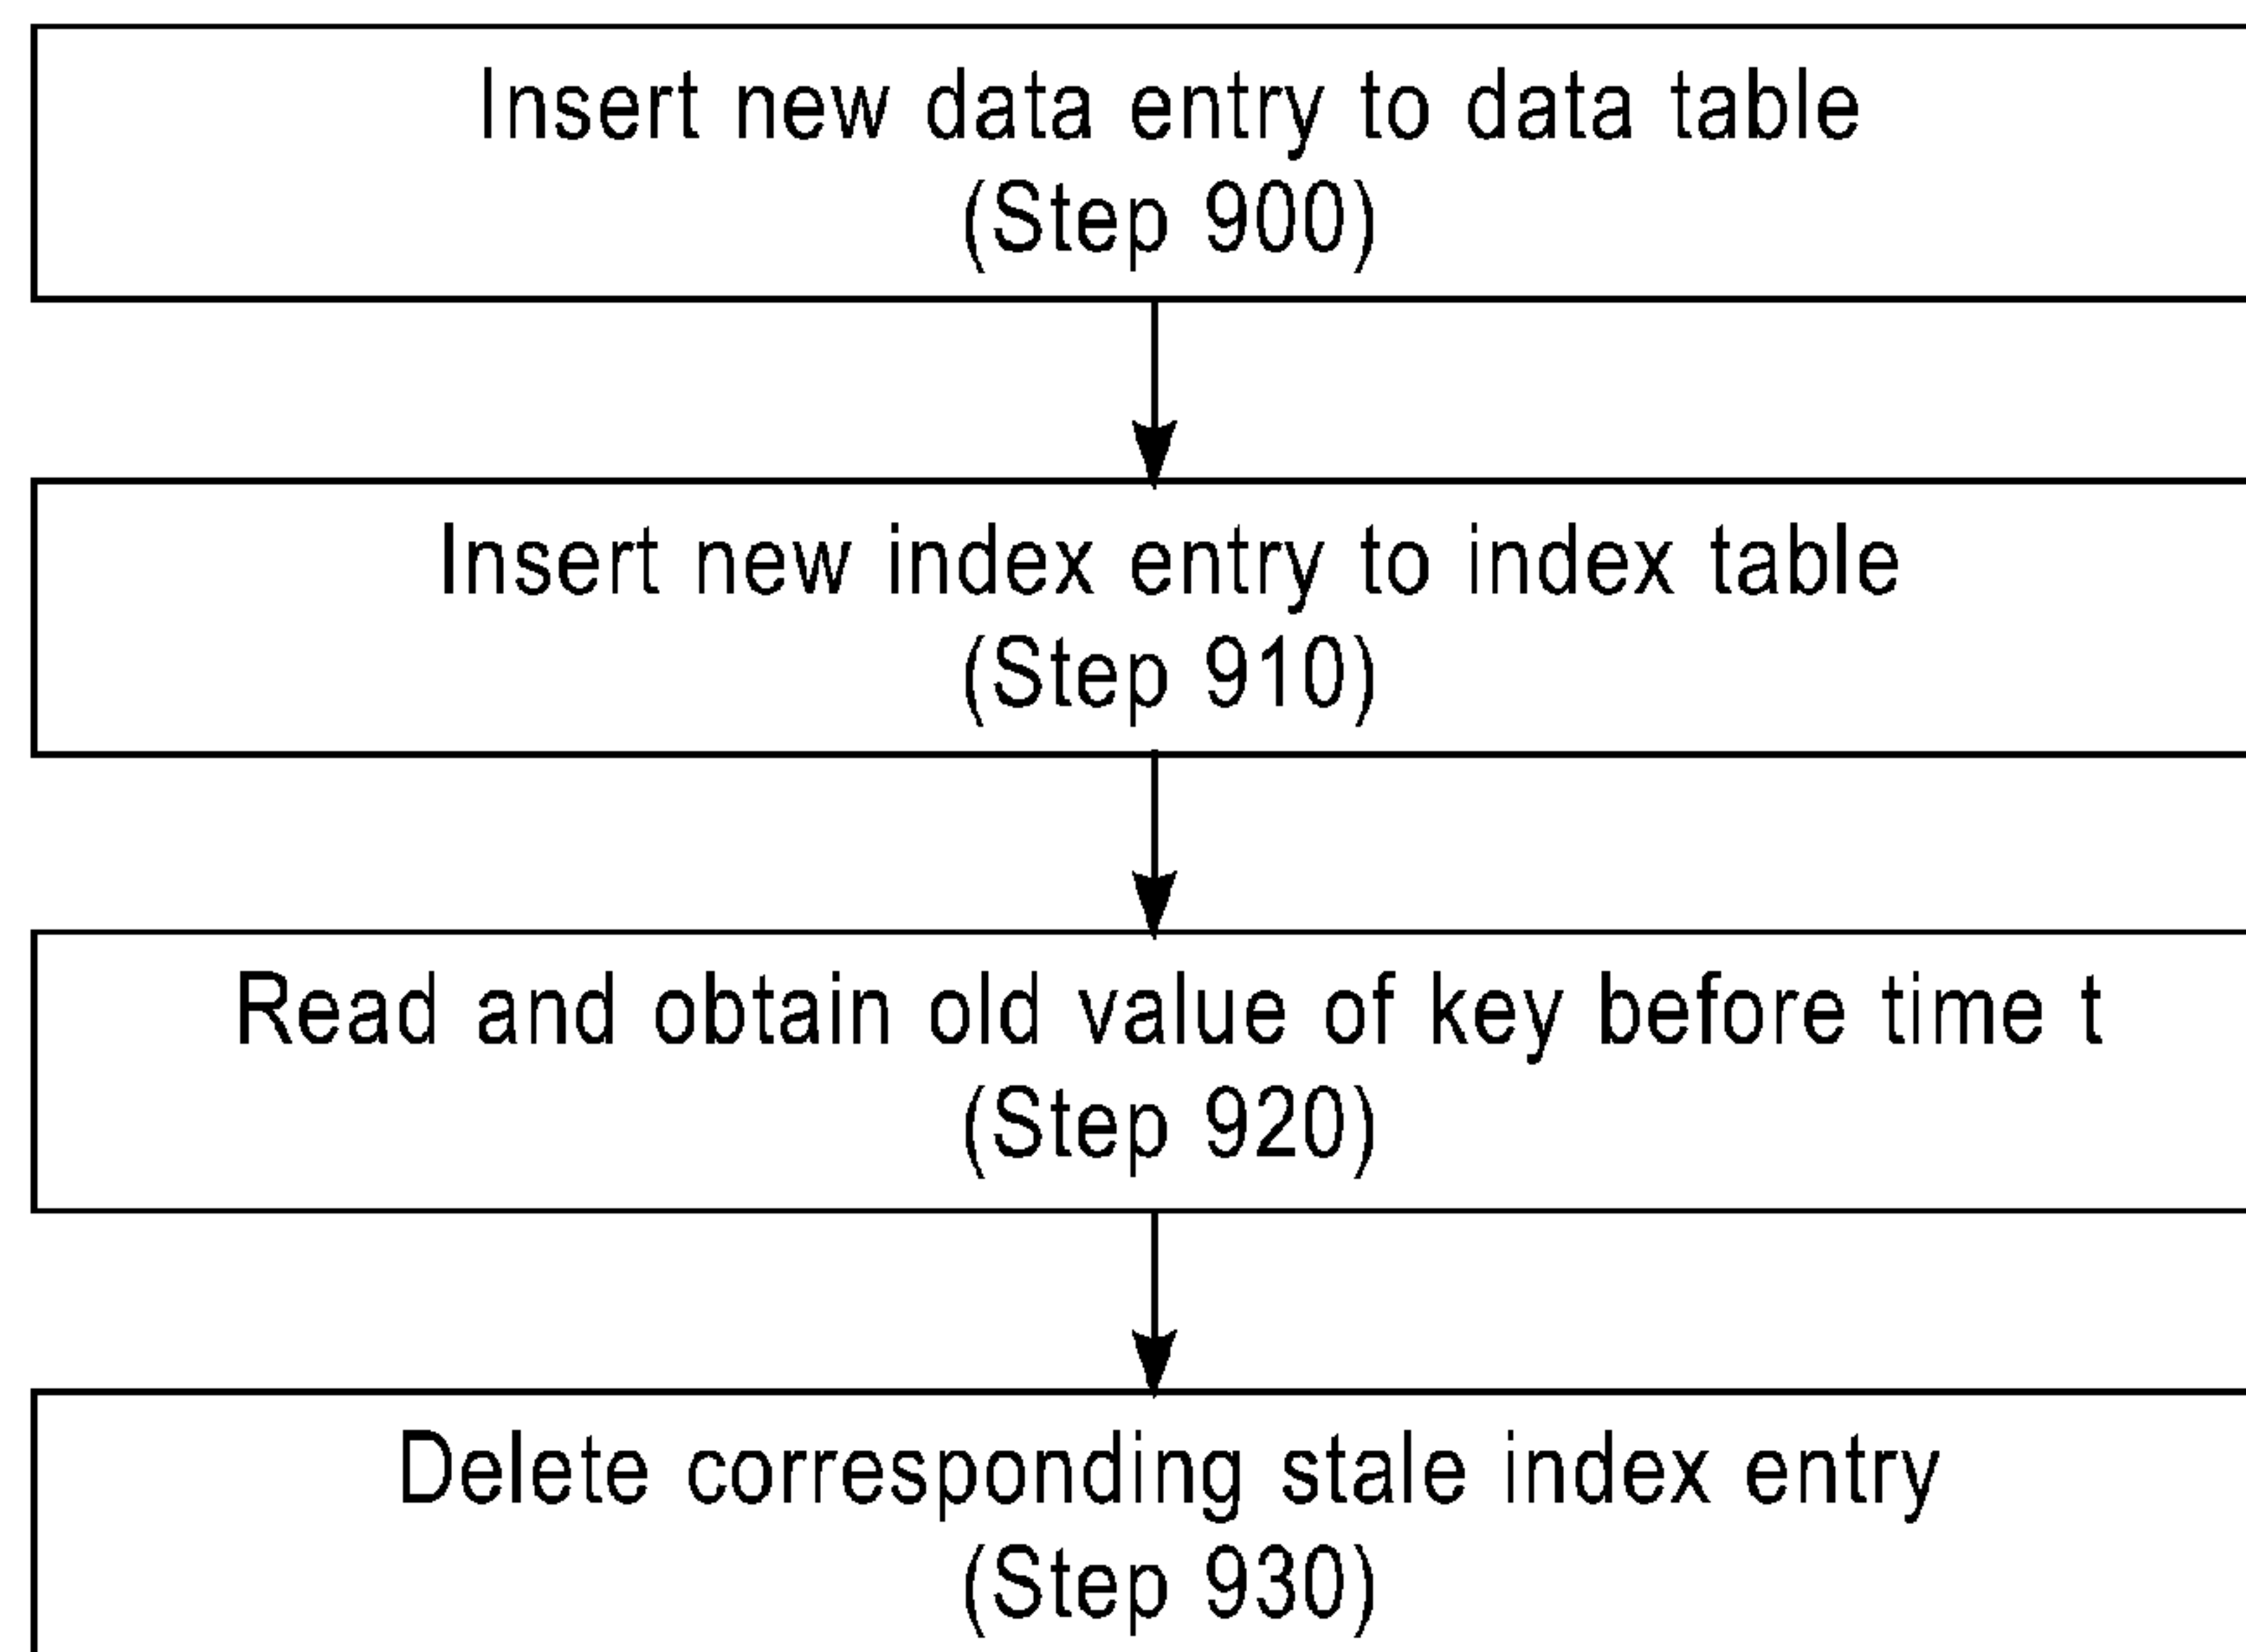 Insert new data entry to data table
(Step 900)
Insert new index entry to index table
(Step 910)
Read and obtain old value of key before time t
(Step 920)
Delete corresponding stale index entry
(Step 930)